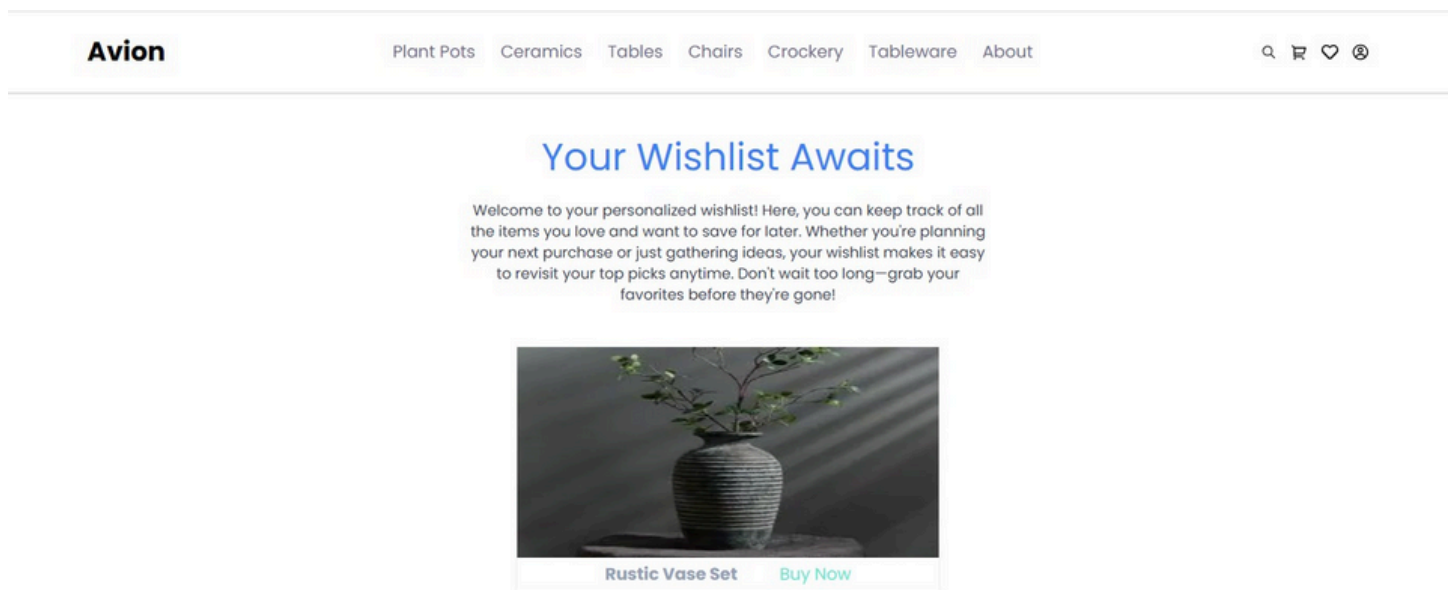 Avion
Plant Pots Ceramics Tables Chairs Crockery Tableware About
Your Wishlist Awaits
Welcome to your personalized wishlist! Here, you can keep track of all
the items you love and want to save for later. Whether you're planning
your next purchase or just gathering ideas, your wishlist makes it easy
to revisit your top picks anytime. Don't wait too long—grab your
favorites before they're gone!
Rustic Vase Set Buy Now